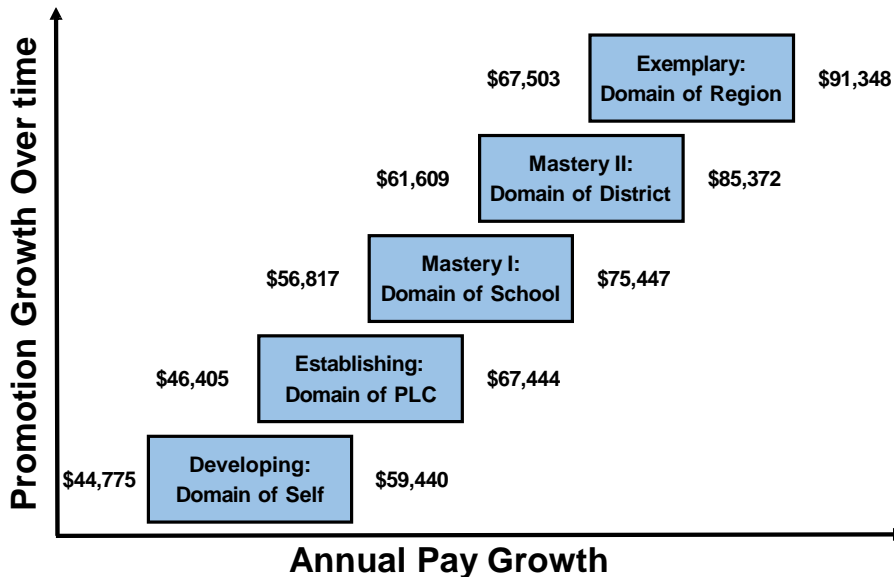 Promotion Growth Over time
$67,503
Exemplary:
Domain of Region
$91,348
$61,609
Mastery II:
Domain of District
$85,372
$56,817
Mastery I:
Domain of School
$75,447
$46,405
Establishing:
Domain of PLC
$67,444
$44,775
Developing:
Domain of Self
$59,440
Annual Pay Growth